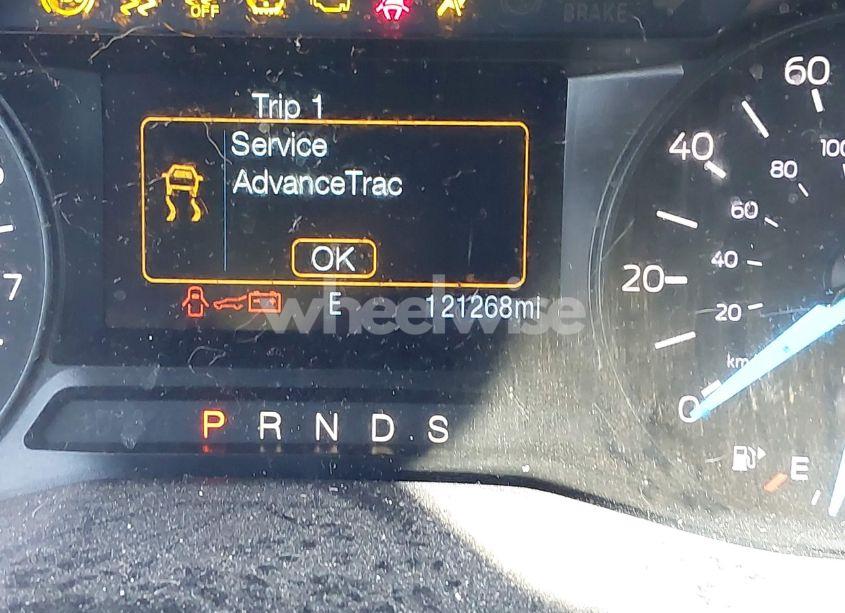 OFF
BRAKE
Trip 1
Service
AdvanceTrac
OK
E 121268mi
wheelwise
P R N D S
7
60
40
20
0
100
80
60
40
20
km
E